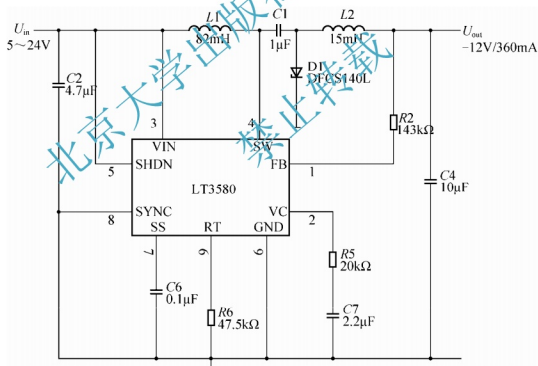 Uin
5～24V
L1
82mH
C1
1μF
L2
15mH
Uout
−12V/360mA
C2
4.7μF
D1
DFCS140L
R2
143kΩ
3
4
VIN
SW
5
SHDN
FB
1
C4
10μF
LT3580
8
SYNC
VC
2
SS
RT
GND
7
6
9
R5
20kΩ
C6
0.1μF
R6
47.5kΩ
C7
2.2μF
北京大学出版
禁止转载